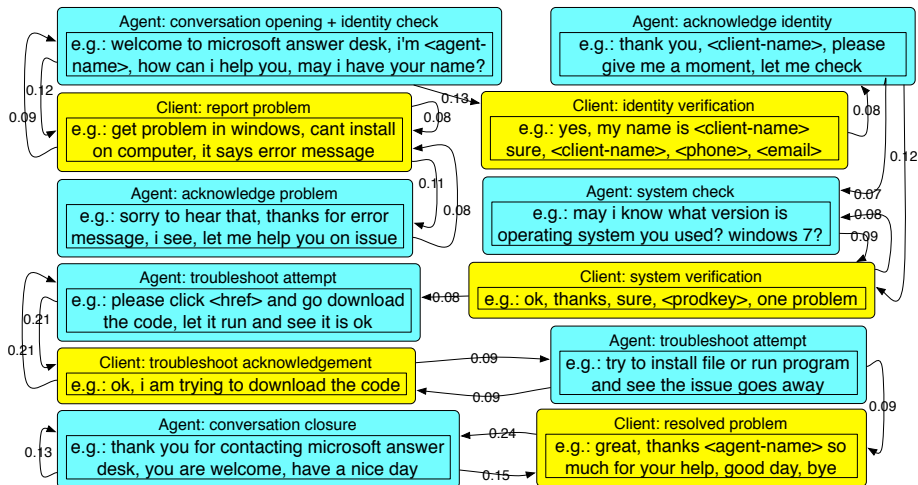 Agent: conversation opening + identity check
e.g.: welcome to microsoft answer desk, i'm <agent-
name>, how can i help you, may i have your name?
Agent: acknowledge identity
e.g.: thank you, <client-name>, please
give me a moment, let me check
0.12
0.09
0.13
0.08
0.08
0.12
Client: report problem
e.g.: get problem in windows, cant install
on computer, it says error message
Client: identity verification
e.g.: yes, my name is <client-name>
sure, <client-name>, <phone>, <email>
0.11
0.08
0.07
Agent: acknowledge problem
e.g.: sorry to hear that, thanks for error
message, i see, let me help you on issue
Agent: system check
e.g.: may i know what version is
operating system you used? windows 7?
0.08
0.09
Agent: troubleshoot attempt
e.g.: please click <href> and go download
the code, let it run and see it is ok
0.08
Client: system verification
e.g.: ok, thanks, sure, <prodkey>, one problem
0.21
0.21
Client: troubleshoot acknowledgement
e.g.: ok, i am trying to download the code
0.09
0.09
Agent: troubleshoot attempt
e.g.: try to install file or run program
and see the issue goes away
0.09
Agent: conversation closure
e.g.: thank you for contacting microsoft answer
desk, you are welcome, have a nice day
0.13
0.24
0.15
Client: resolved problem
e.g.: great, thanks <agent-name> so
much for your help, good day, bye